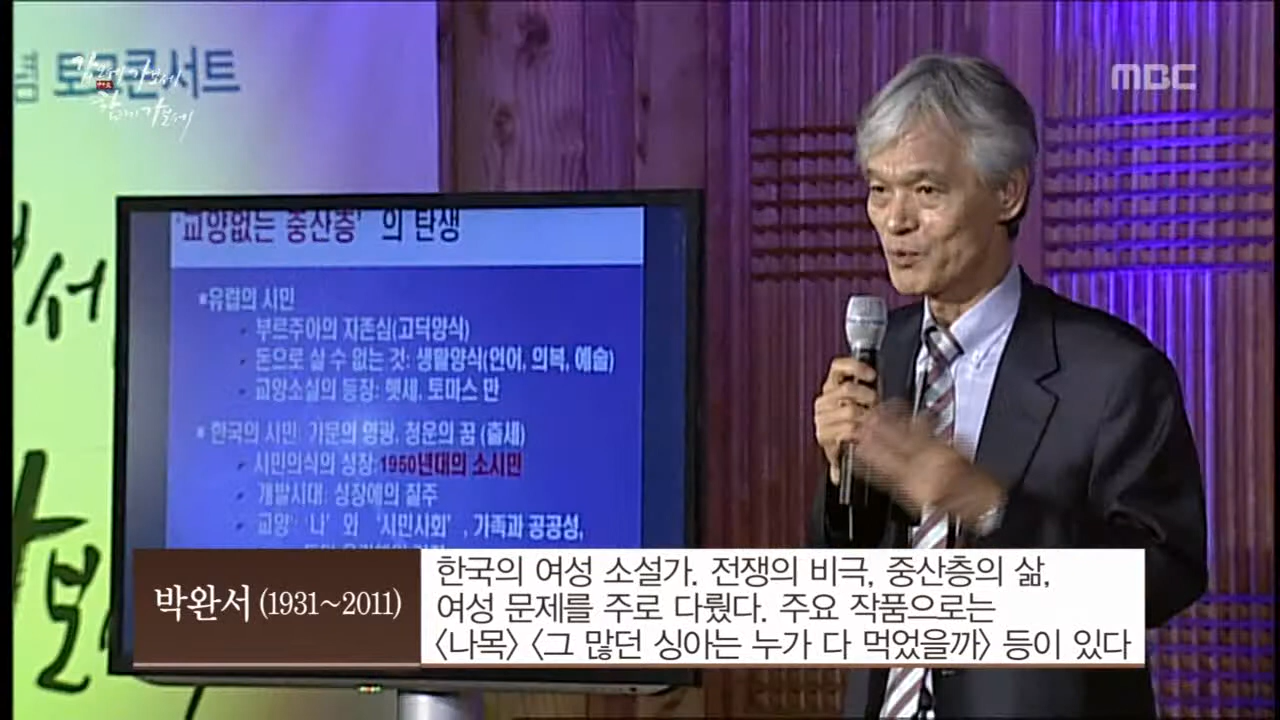 토크콘서트
MBC
'교양없는 중산층' 의 탄생
유럽의 시민
부르주아의 자존심(고딕양식)
돈으로 살 수 없는 것: 생활양식(언어, 의복, 예술)
교양소설의 등장: 헷세, 토마스 만
한국의 시민: 가문의 영광, 청운의 꿈 (출세)
시민의식의 성장:1950년대의 소시민
개발시대: 성장에의 질주
교양: '나' 와 '시민사회', 가족과 공공성,
박완서 (1931~2011)
한국의 여성 소설가. 전쟁의 비극, 중산층의 삶,
여성 문제를 주로 다뤘다. 주요 작품으로는
〈나목〉 〈그 많던 싱아는 누가 다 먹었을까〉 등이 있다